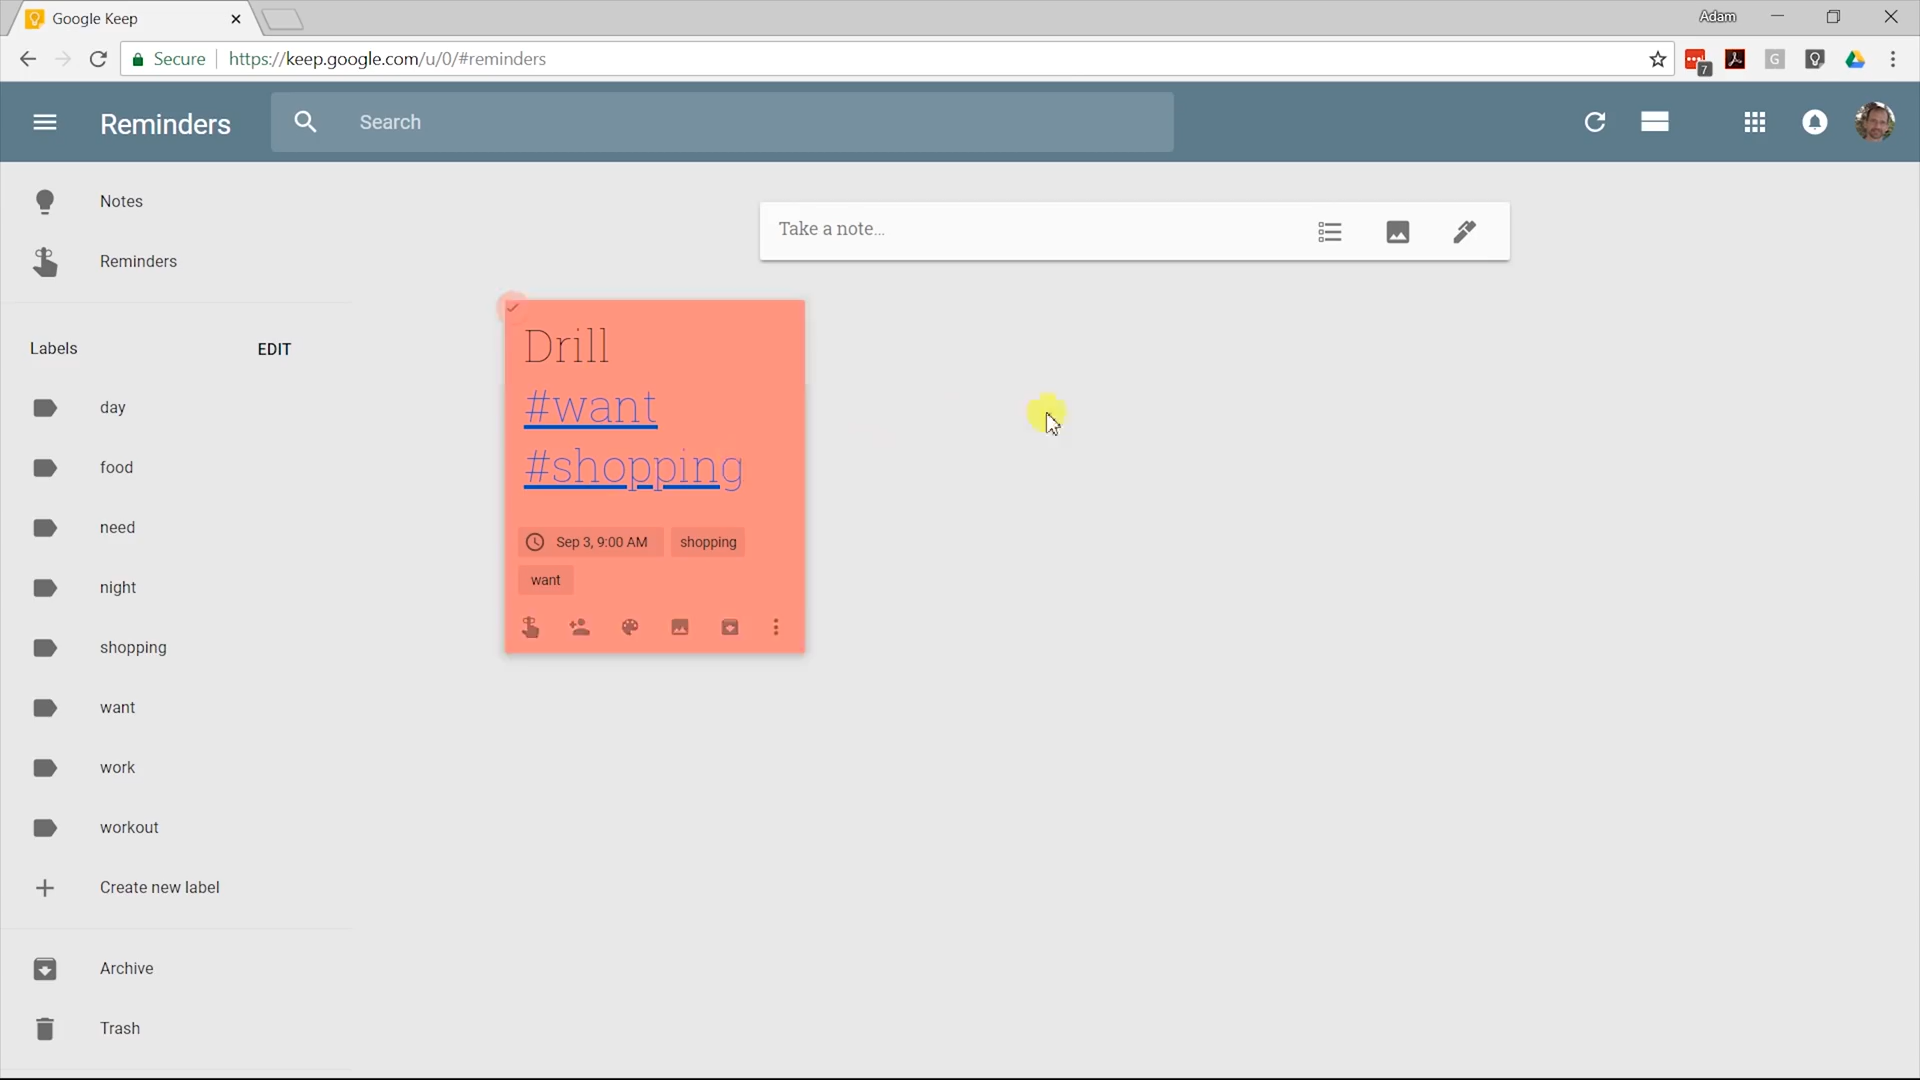 Google Keep
Adam
Secure
https://keep.google.com/u/0/#reminders
7
G
Reminders
Search
Notes
Reminders
Labels
EDIT
day
food
need
night
shopping
want
work
workout
Create new label
Archive
Trash
Take a note...
Drill
#want
#shopping
Sep 3, 9:00 AM
shopping
want